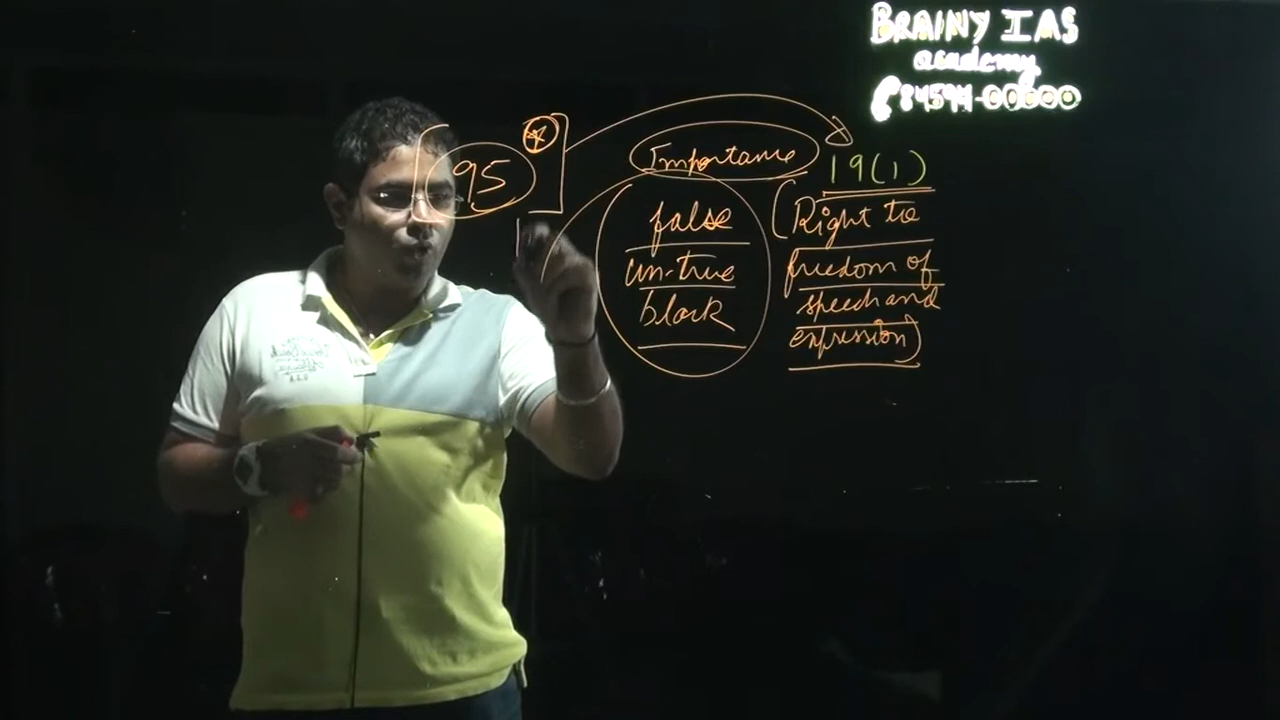 BRAINY IAS
academy
84594-00000
95
Importance
19(1)
false
un-true
block
(Right to
freedom of
speech and
expression)